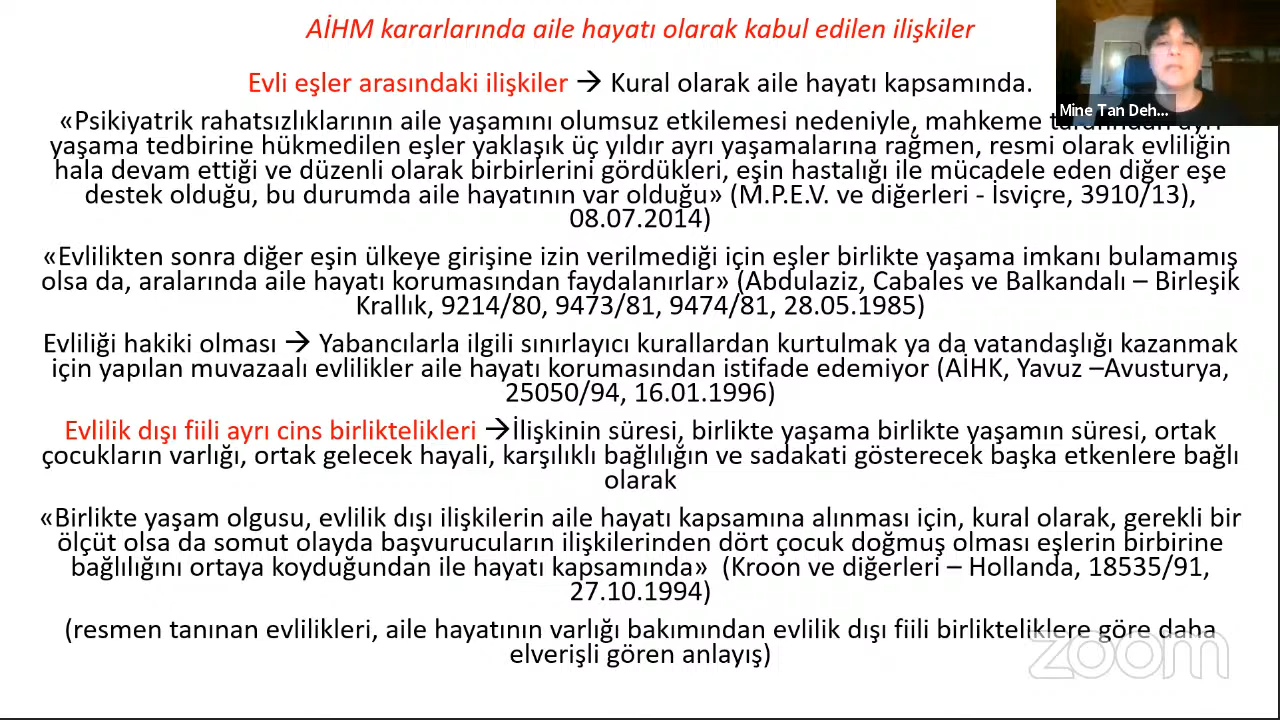 AİHM kararlarında aile hayatı olarak kabul edilen ilişkiler
Evli eşler arasındaki ilişkiler → Kural olarak aile hayatı kapsamında.
Mine Tan Deh...
«Psikiyatrik rahatsızlıklarının aile yaşamını olumsuz etkilemesi nedeniyle, mahkeme
yaşama tedbirine hükmedilen eşler yaklaşık üç yıldır ayrı yaşamalarına rağmen, resmi olarak evliliğin
hala devam ettiği ve düzenli olarak birbirlerini gördükleri, eşin hastalığı ile mücadele eden diğer eşe
destek olduğu, bu durumda aile hayatının var olduğu» (M.P.E.V. ve diğerleri - İsviçre, 3910/13),
08.07.2014)
«Evlilikten sonra diğer eşin ülkeye girişine izin verilmediği için eşler birlikte yaşama imkanı bulamamış
olsa da, aralarında aile hayatı korumasından faydalanırlar» (Abdulaziz, Cabales ve Balkandalı – Birleşik
Krallık, 9214/80, 9473/81, 9474/81, 28.05.1985)
Evliliği hakiki olması → Yabancılarla ilgili sınırlayıcı kurallardan kurtulmak ya da vatandaşlığı kazanmak
için yapılan muvazaalı evlilikler aile hayatı korumasından istifade edemiyor (AİHK, Yavuz –Avusturya,
25050/94, 16.01.1996)
Evlilik dışı fiili ayrı cins birliktelikleri →İlişkinin süresi, birlikte yaşama birlikte yaşamın süresi, ortak
çocukların varlığı, ortak gelecek hayali, karşılıklı bağlılığın ve sadakati gösterecek başka etkenlere bağlı
olarak
«Birlikte yaşam olgusu, evlilik dışı ilişkilerin aile hayatı kapsamına alınması için, kural olarak, gerekli bir
ölçüt olsa da somut olayda başvurucuların ilişkilerinden dört çocuk doğmuş olması eşlerin birbirine
bağlılığını ortaya koyduğundan ile hayatı kapsamında» (Kroon ve diğerleri – Hollanda, 18535/91,
27.10.1994)
(resmen tanınan evlilikleri, aile hayatının varlığı bakımından evlilik dışı fiili birlikteliklere göre daha
elverişli gören anlayış)
zoom